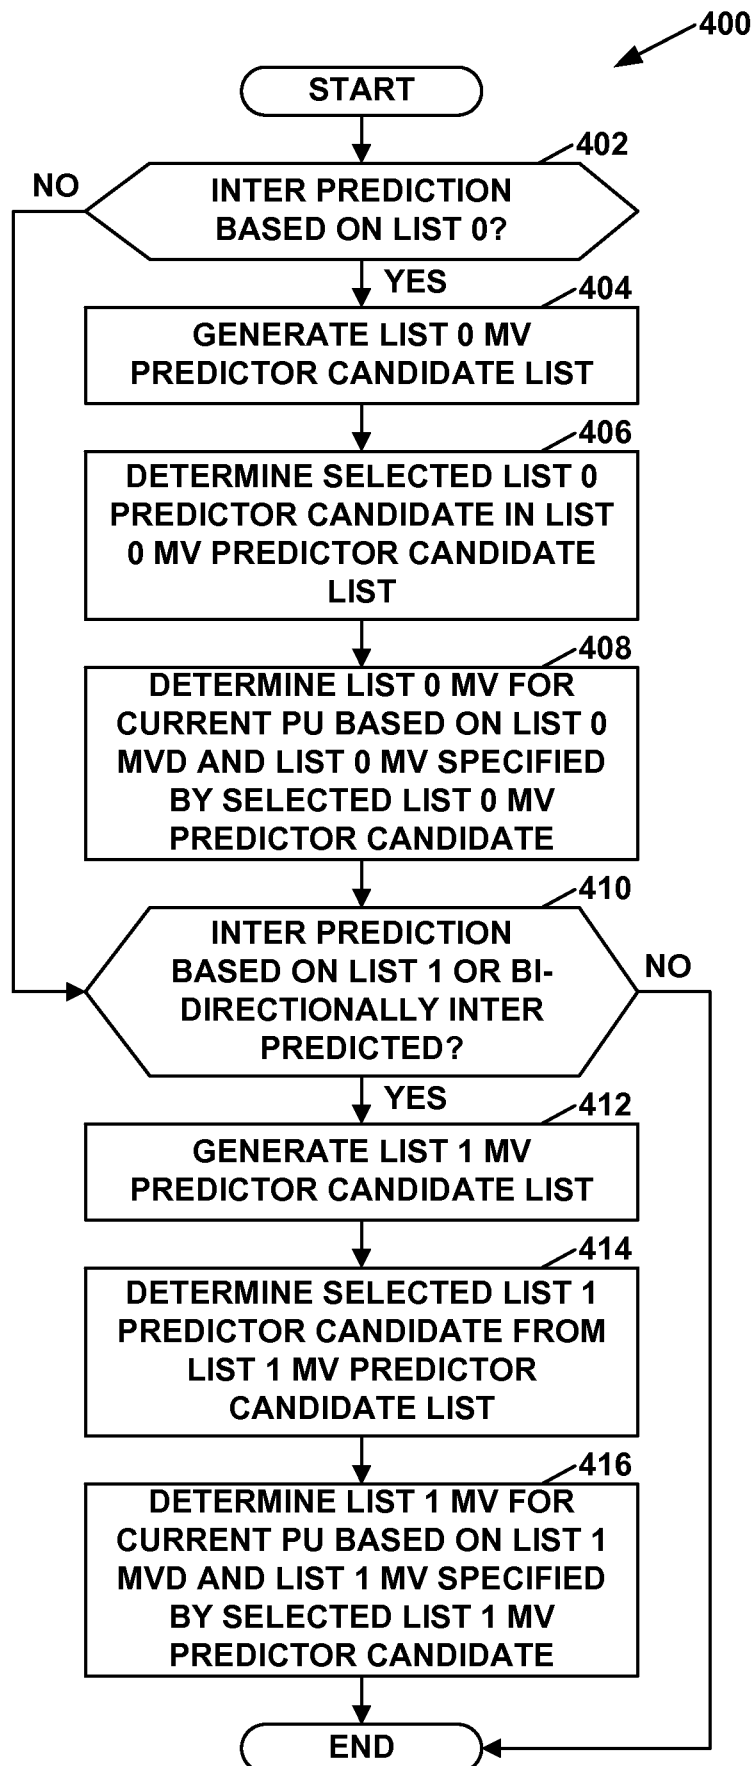 400
START
402
NO
INTER PREDICTION
BASED ON LIST 0?
YES
404
GENERATE LIST 0 MV
PREDICTOR CANDIDATE LIST
406
DETERMINE SELECTED LIST 0
PREDICTOR CANDIDATE IN LIST
0 MV PREDICTOR CANDIDATE
LIST
408
DETERMINE LIST 0 MV FOR
CURRENT PU BASED ON LIST 0
MVD AND LIST 0 MV SPECIFIED
BY SELECTED LIST 0 MV
PREDICTOR CANDIDATE
410
INTER PREDICTION
BASED ON LIST 1 OR BI-
DIRECTIONALLY INTER
PREDICTED?
NO
YES
412
GENERATE LIST 1 MV
PREDICTOR CANDIDATE LIST
414
DETERMINE SELECTED LIST 1
PREDICTOR CANDIDATE FROM
LIST 1 MV PREDICTOR
CANDIDATE LIST
416
DETERMINE LIST 1 MV FOR
CURRENT PU BASED ON LIST 1
MVD AND LIST 1 MV SPECIFIED
BY SELECTED LIST 1 MV
PREDICTOR CANDIDATE
END